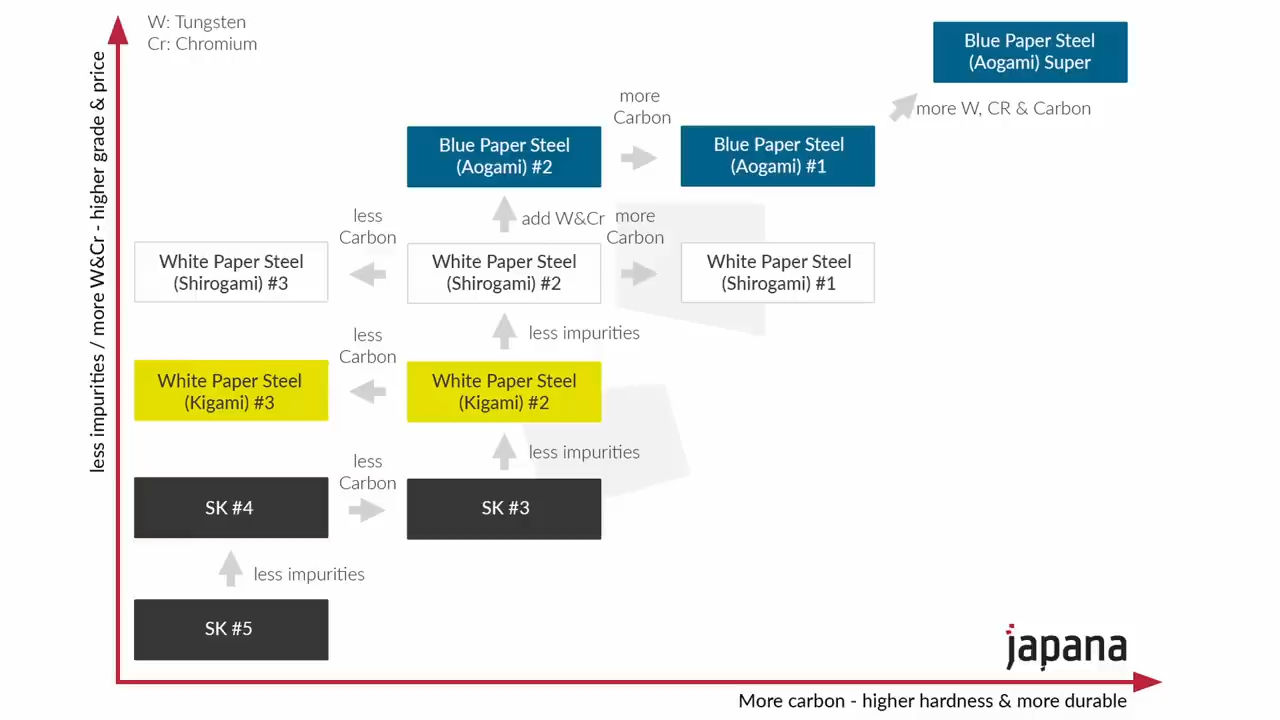 W: Tungsten
Cr: Chromium
less impurities / more W&Cr - higher grade & price
Blue Paper Steel
(Aogami) Super
more W, CR & Carbon
more
Carbon
Blue Paper Steel
(Aogami) #2
Blue Paper Steel
(Aogami) #1
add W&Cr
less
Carbon
more
Carbon
White Paper Steel
(Shirogami) #3
White Paper Steel
(Shirogami) #2
White Paper Steel
(Shirogami) #1
less impurities
less
Carbon
White Paper Steel
(Kigami) #3
White Paper Steel
(Kigami) #2
less impurities
less
Carbon
SK #4
SK #3
less impurities
SK #5
japana
More carbon - higher hardness & more durable